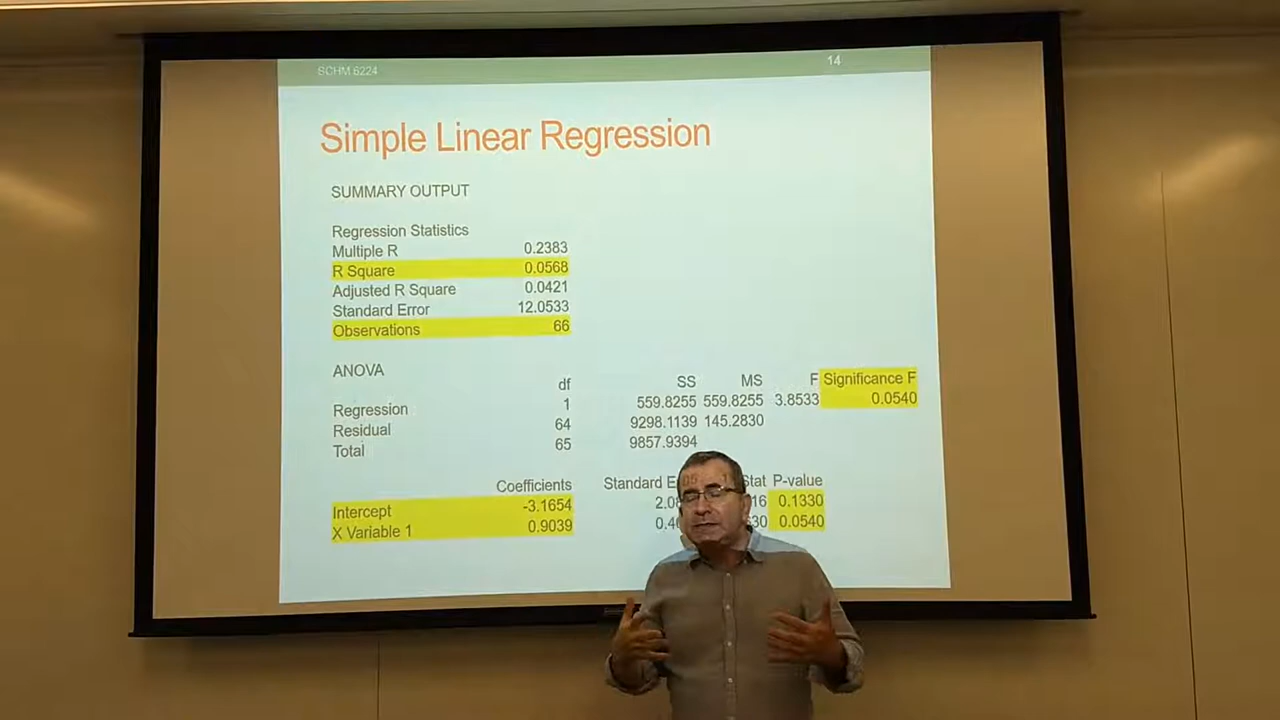 SCHM 6224 14
Simple Linear Regression
SUMMARY OUTPUT
Regression Statistics
Multiple R 0.2383
R Square 0.0568
Adjusted R Square 0.0421
Standard Error 12.0533
Observations 66
ANOVA
df SS MS F Significance F
Regression 1 559.8255 559.8255 3.8533 0.0540
Residual 64 9298.1139 145.2830
Total 65 9857.9394
Coefficients Standard Stat P-value
Intercept -3.1654 0.1330
X Variable 1 0.9039 0.0540